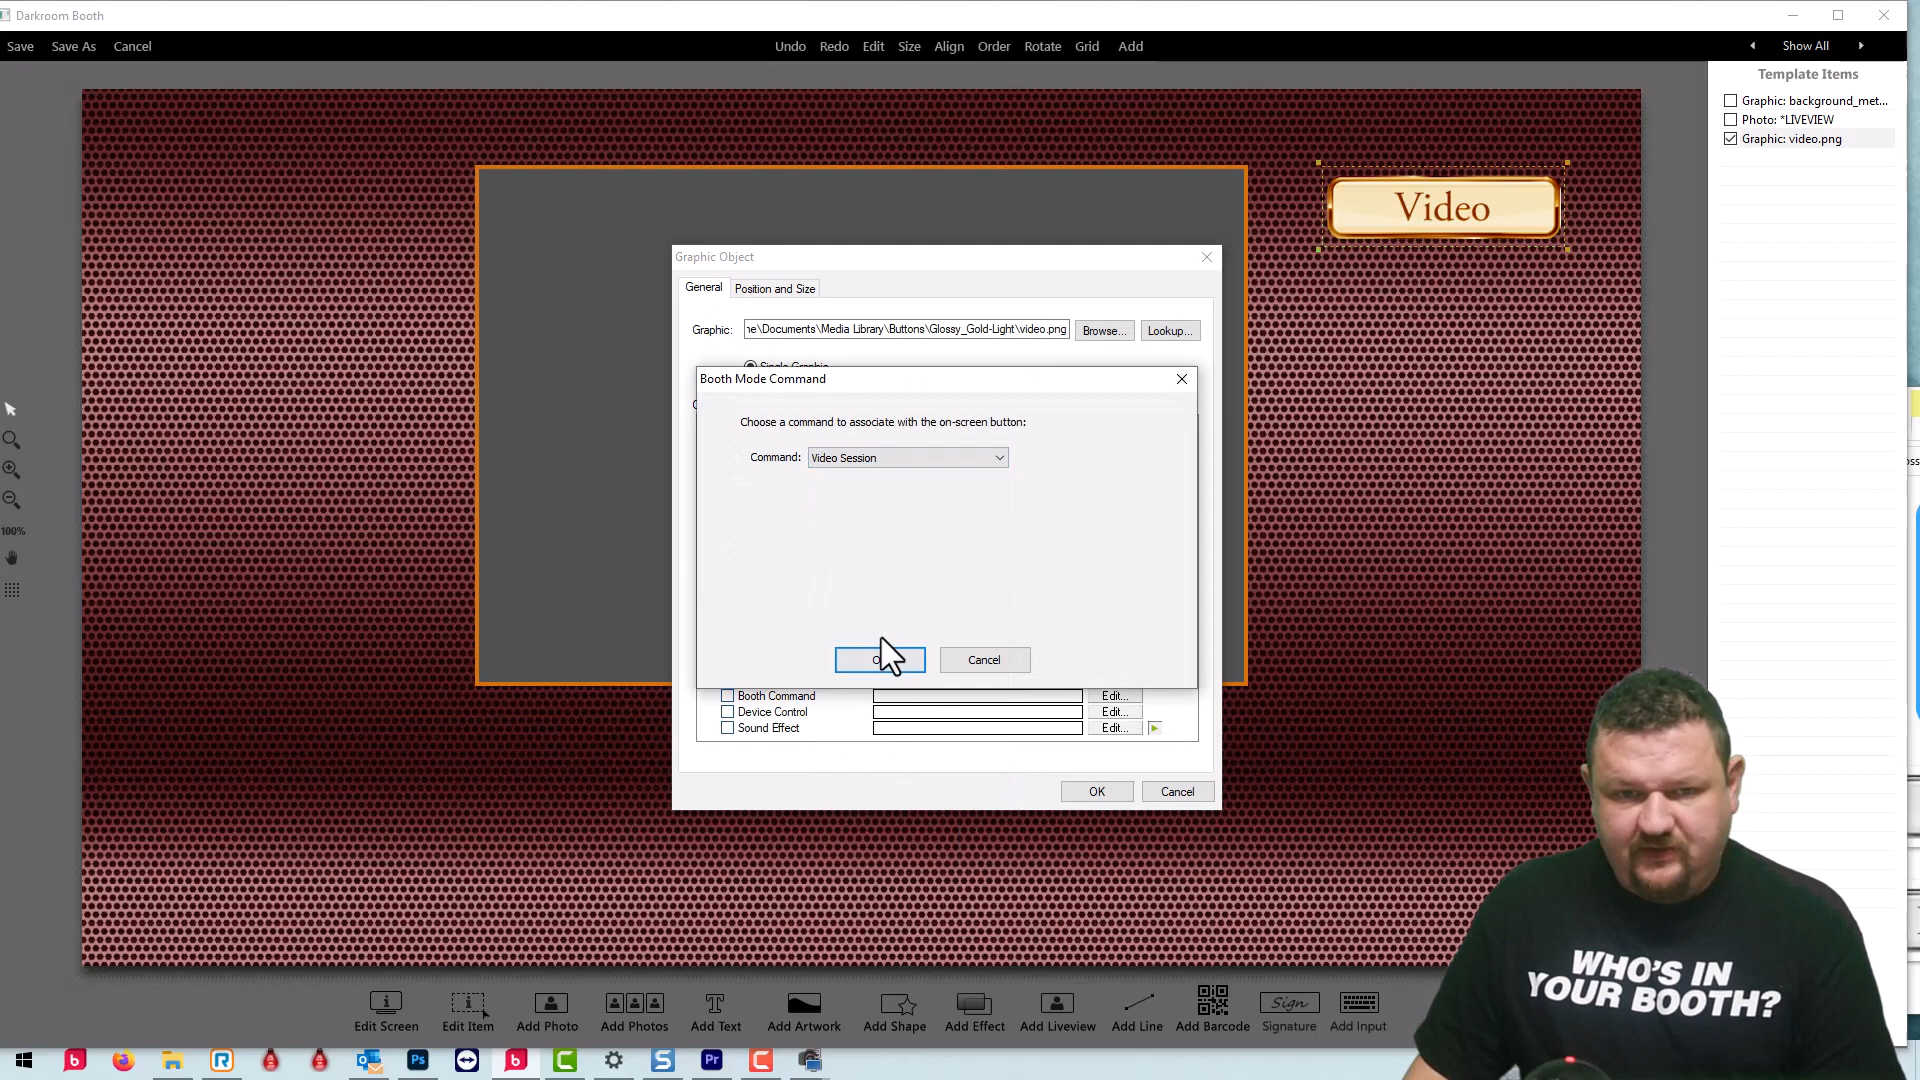 Darkroom Booth
Save Save As Cancel Undo Redo Edit Size Align Order Rotate Grid Add Show All
Template Items
Graphic: background_met...
Photo: *LIVEVIEW
Graphic: video.png
Video
Graphic Object
General Position and Size
Graphic: \Documents\Media Library\Buttons\Glossy_Gold-Light\video.png Browse... Lookup...
Single Graphic
Booth Mode Command
Choose a command to associate with the on-screen button:
Command: Video Session
Cancel
100%
Booth Command Edit...
Device Control Edit...
Sound Effect Edit...
OK Cancel
WHO'S IN
YOUR BOOTH?
Sign
Edit Screen Edit Item Add Photo Add Photos Add Text Add Artwork Add Shape Add Effect Add Liveview Add Line Add Barcode Signature Add Input
b R Ps b C S Pr C